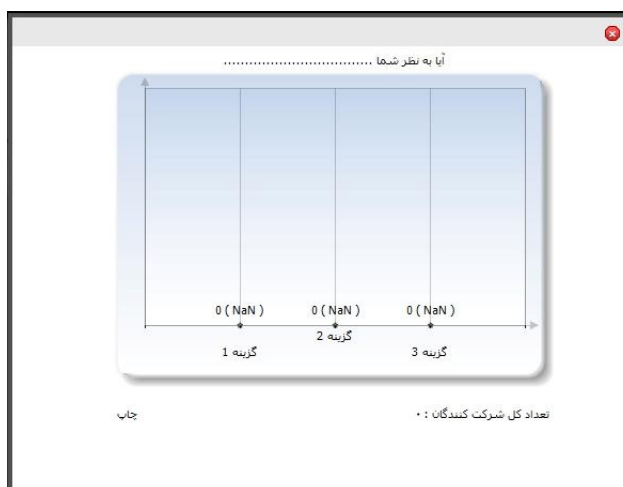 آیا به نظر شما ...................................
0 ( NaN ) 0 ( NaN ) 0 ( NaN )
گزینه 1 گزینه 2 گزینه 3
تعداد کل شرکت کنندگان : ۰
چاپ